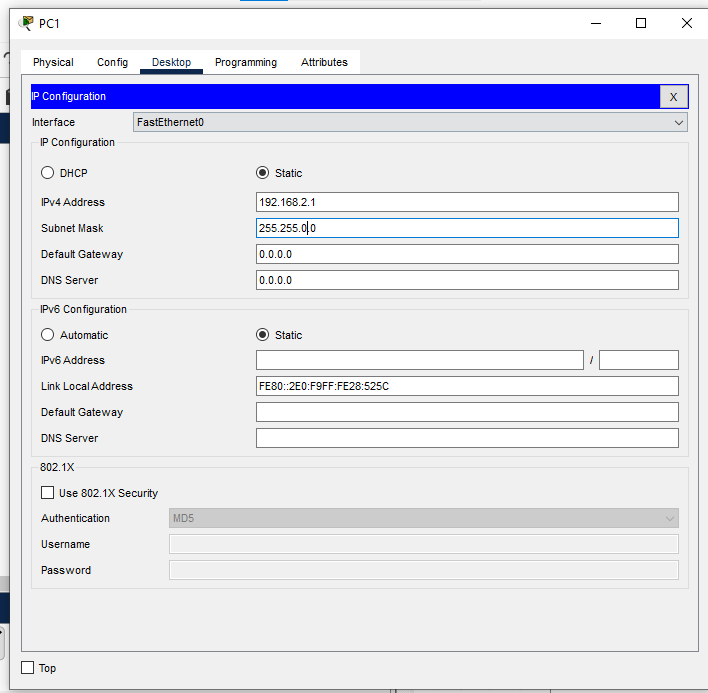 PC1
Physical Config Desktop Programming Attributes
IP Configuration X
Interface FastEthernet0
IP Configuration
DHCP Static
IPv4 Address 192.168.2.1
Subnet Mask 255.255.0.0
Default Gateway 0.0.0.0
DNS Server 0.0.0.0
IPv6 Configuration
Automatic Static
IPv6 Address /
Link Local Address FE80::2E0:F9FF:FE28:525C
Default Gateway
DNS Server
802.1X
Use 802.1X Security
Authentication MD5
Username
Password
Top